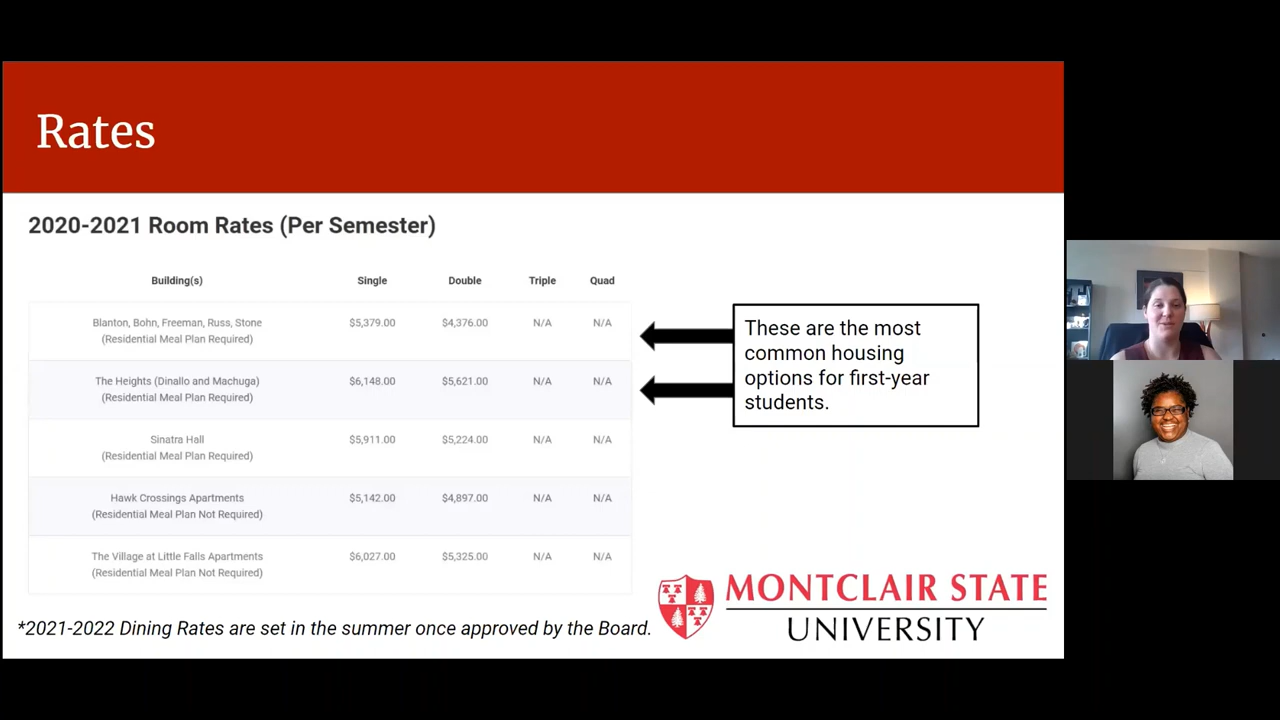 Rates
2020-2021 Room Rates (Per Semester)
Building(s) Single Double Triple Quad
Blanton, Bohn, Freeman, Russ, Stone
(Residential Meal Plan Required)
$5,379.00 $4,376.00 N/A N/A
The Heights (Dinallo and Machuga)
(Residential Meal Plan Required)
$6,148.00 $5,621.00 N/A N/A
Sinatra Hall
(Residential Meal Plan Required)
$5,911.00 $5,224.00 N/A N/A
Hawk Crossings Apartments
(Residential Meal Plan Not Required)
$5,142.00 $4,897.00 N/A N/A
The Village at Little Falls Apartments
(Residential Meal Plan Not Required)
$6,027.00 $5,325.00 N/A N/A
These are the most
common housing
options for first-year
students.
*2021-2022 Dining Rates are set in the summer once approved by the Board.
MONTCLAIR STATE
UNIVERSITY